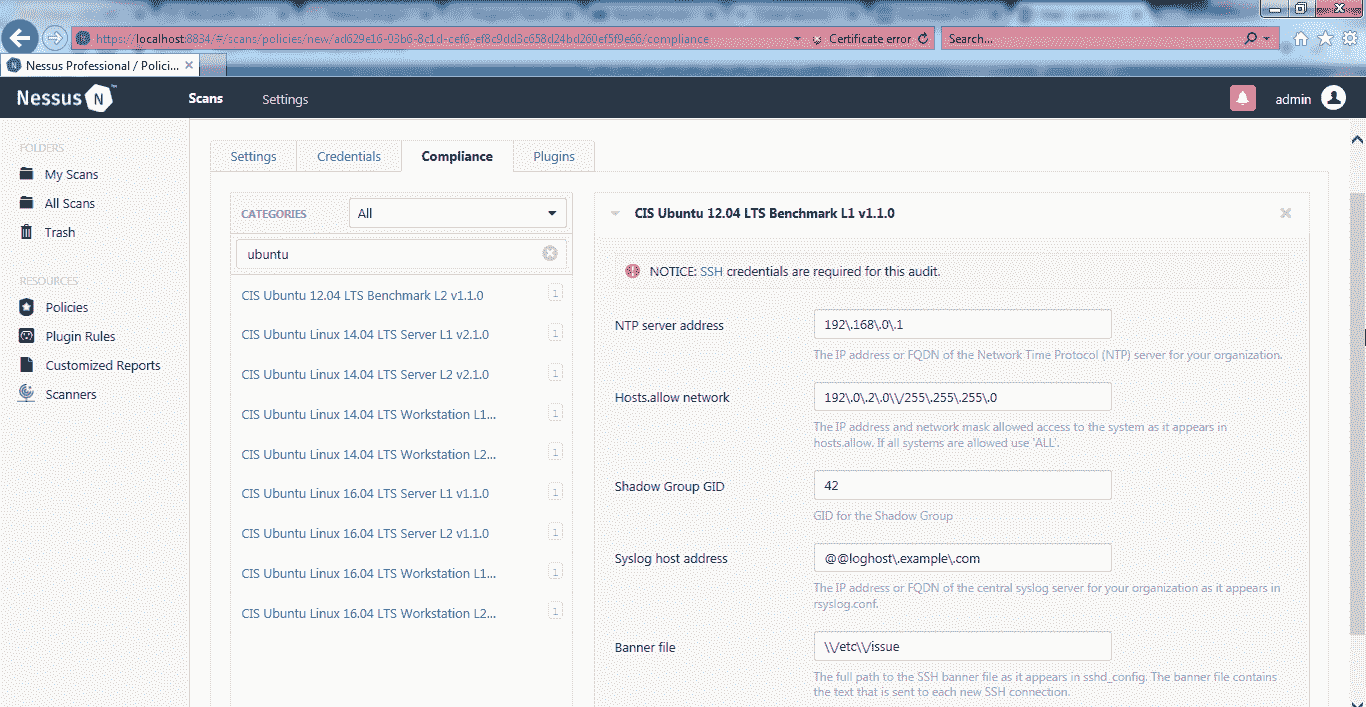 https://localhost:8834/#/scans/policies/new/ad629e16-03b6-8c1d-cef6-ef8c9dd3c658d24bd260ef5f9e66/compliance
Certificate error
Search...
Nessus Professional / Polici...
Nessus N
Scans
Settings
admin
FOLDERS
My Scans
All Scans
Trash
RESOURCES
Policies
Plugin Rules
Customized Reports
Scanners
Settings
Credentials
Compliance
Plugins
CATEGORIES
All
ubuntu
CIS Ubuntu 12.04 LTS Benchmark L2 v1.1.0 1
CIS Ubuntu Linux 14.04 LTS Server L1 v2.1.0 1
CIS Ubuntu Linux 14.04 LTS Server L2 v2.1.0 1
CIS Ubuntu Linux 14.04 LTS Workstation L1... 1
CIS Ubuntu Linux 14.04 LTS Workstation L2... 1
CIS Ubuntu Linux 16.04 LTS Server L1 v1.1.0 1
CIS Ubuntu Linux 16.04 LTS Server L2 v1.1.0 1
CIS Ubuntu Linux 16.04 LTS Workstation L1... 1
CIS Ubuntu Linux 16.04 LTS Workstation L2... 1
CIS Ubuntu 12.04 LTS Benchmark L1 v1.1.0
NOTICE: SSH credentials are required for this audit.
NTP server address
192\.168\.0\.1
The IP address or FQDN of the Network Time Protocol (NTP) server for your organization.
Hosts.allow network
192\.0\.2\.0\\/255\.255\.255\.0
The IP address and network mask allowed access to the system as it appears in
hosts.allow. If all systems are allowed use 'ALL'.
Shadow Group GID
42
GID for the Shadow Group
Syslog host address
@@loghost\.example\.com
The IP address or FQDN of the central syslog server for your organization as it appears in
rsyslog.conf.
Banner file
\\/etc\\/issue
The full path to the SSH banner file as it appears in sshd_config. The banner file contains
the text that is sent to each new SSH connection.